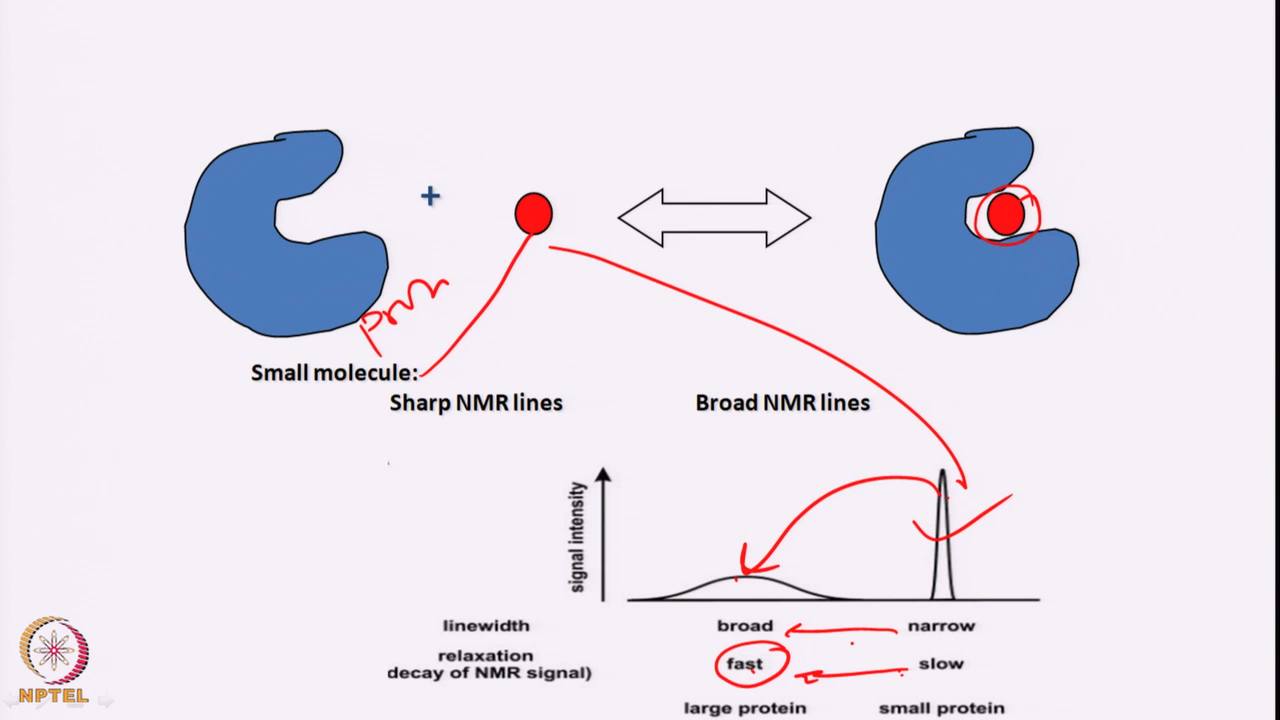 +
Small molecule:
Sharp NMR lines
Broad NMR lines
signal intensity
linewidth broad narrow
relaxation
decay of NMR signal) fast slow
large protein small protein
NPTEL